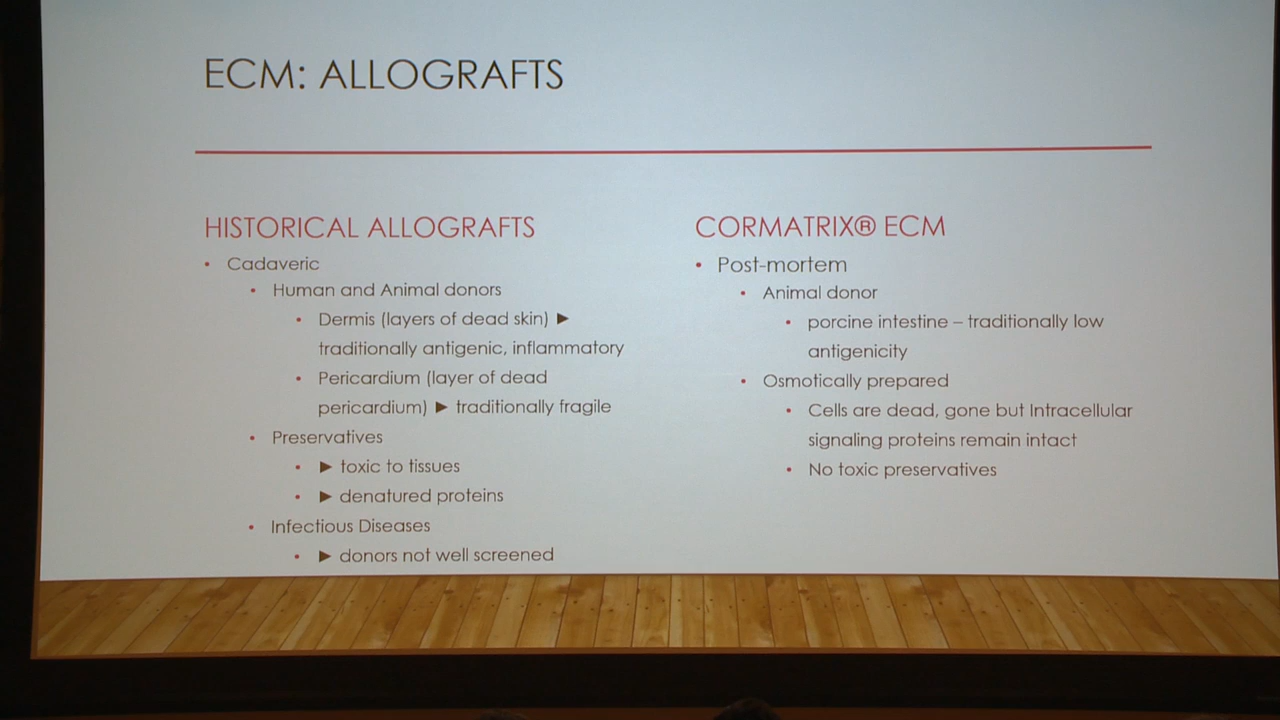 ECM: ALLOGRAFTS
HISTORICAL ALLOGRAFTS
• Cadaveric
• Human and Animal donors
• Dermis (layers of dead skin) ►
traditionally antigenic, inflammatory
• Pericardium (layer of dead
pericardium) ► traditionally fragile
• Preservatives
• ► toxic to tissues
• ► denatured proteins
• Infectious Diseases
• ► donors not well screened
CORMATRIX® ECM
• Post-mortem
• Animal donor
• porcine intestine – traditionally low
antigenicity
• Osmotically prepared
• Cells are dead, gone but Intracellular
signaling proteins remain intact
• No toxic preservatives